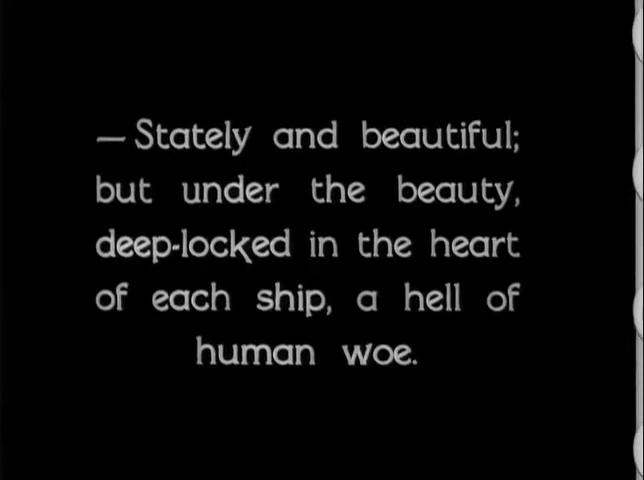 — Stately and beautiful;
but under the beauty,
deep-locked in the heart
of each ship, a hell of
human woe.